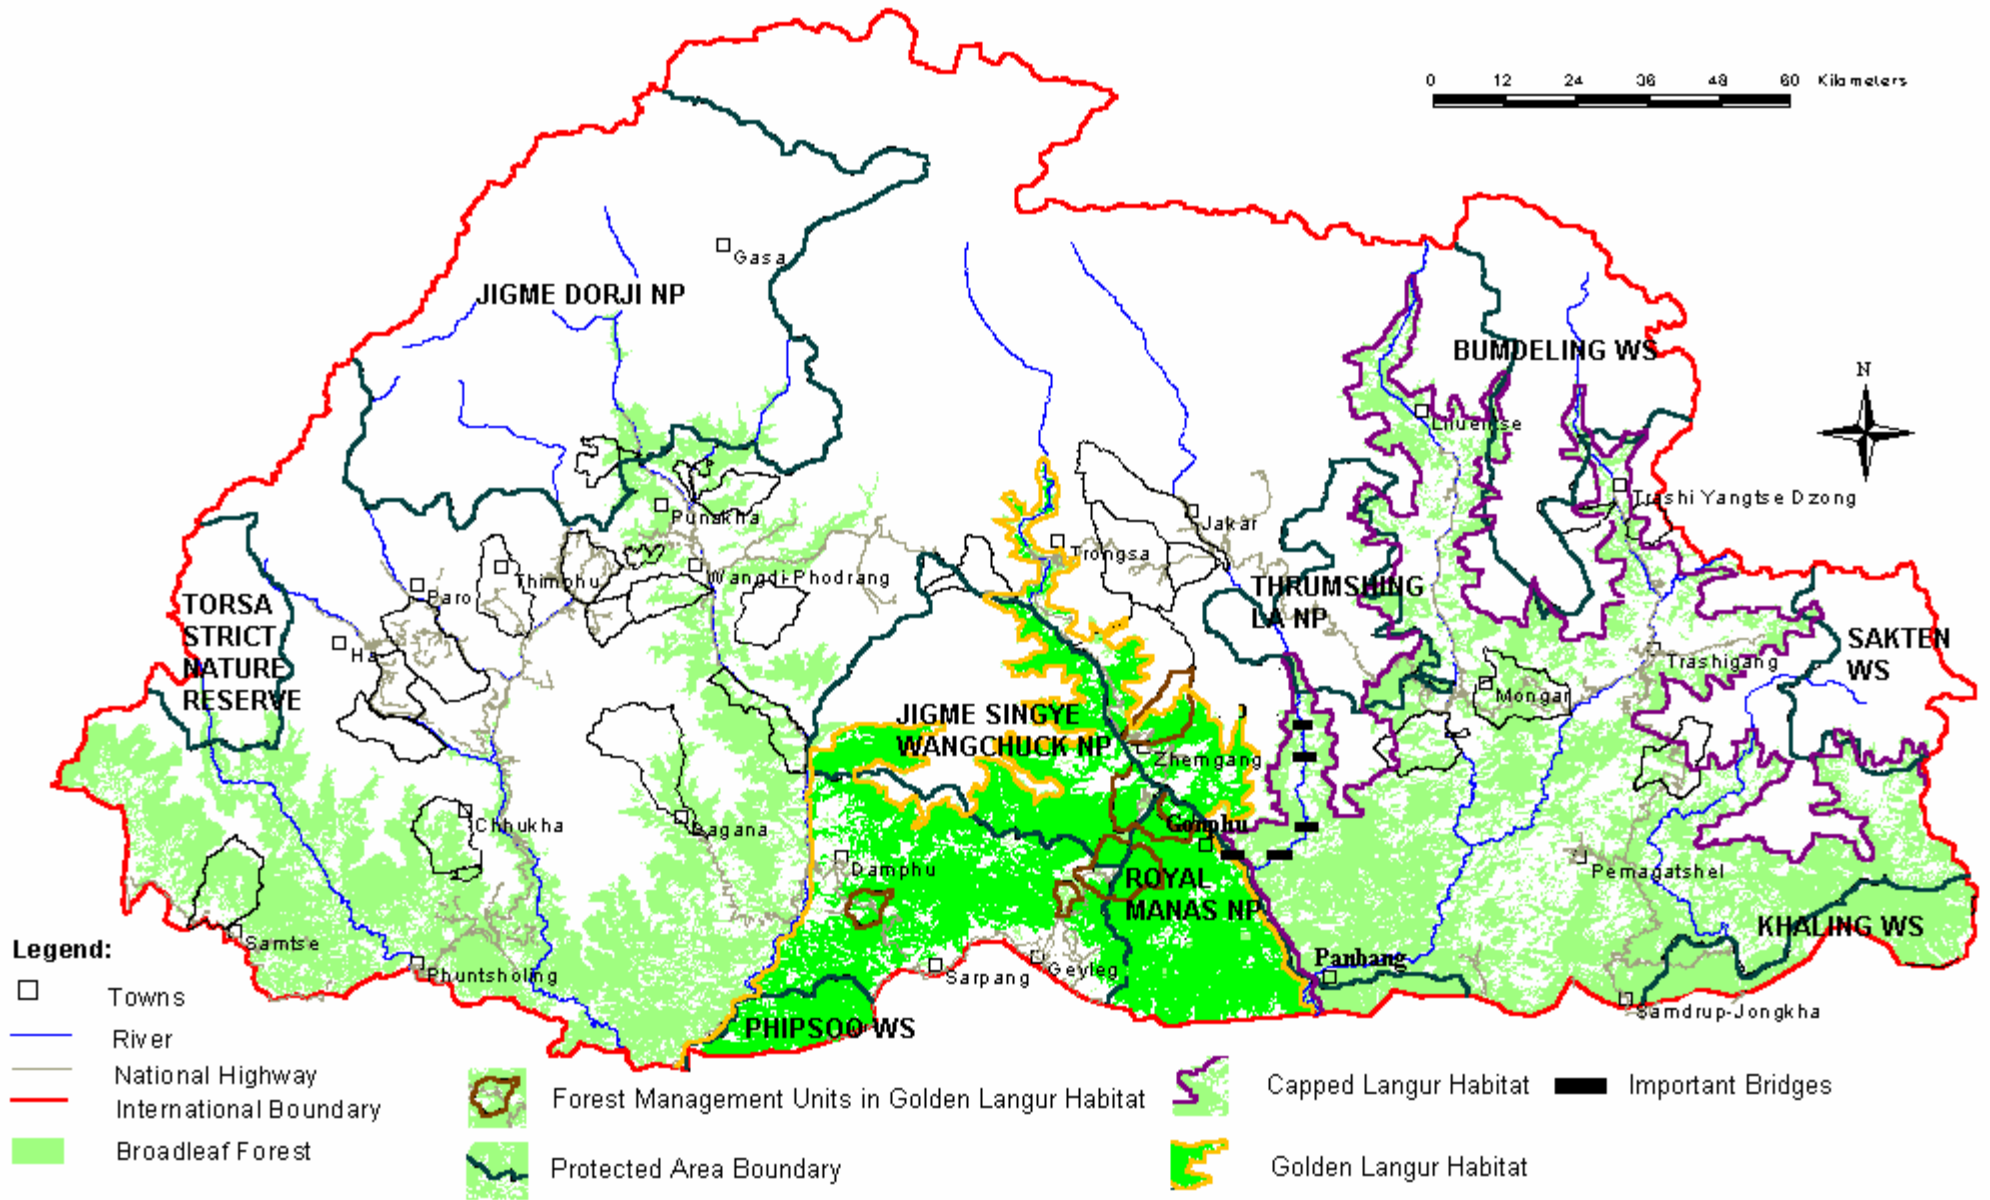 0 12 24 36 48 60 Kilometers
Gasa
JIGME DORJI NP
BUMDELING WS
N
Lhuentse
Trashi Yangtse Dzong
Punakha
Jakar
Trongsa
Thimphu
Wangdi-Phodrang
Paro
THRUMSHING
LA NP
TORSA
STRICT
NATURE
RESERVE
Ha
SAKTEN
WS
Trashigang
Mongar
JIGME SINGYE
WANGCHUCK NP
Zhemgang
Chhukha
Dagana
Gomphu
Damphu
Pemagatshel
ROYAL
MANAS NP
KHALING WS
Samtse
Phuntsholing
Sarpang
Geyleg
Panbang
Samdrup-Jongkha
PHIPSOO WS
Legend:
Towns
River
National Highway
International Boundary
Broadleaf Forest
Forest Management Units in Golden Langur Habitat
Protected Area Boundary
Capped Langur Habitat
Golden Langur Habitat
Important Bridges